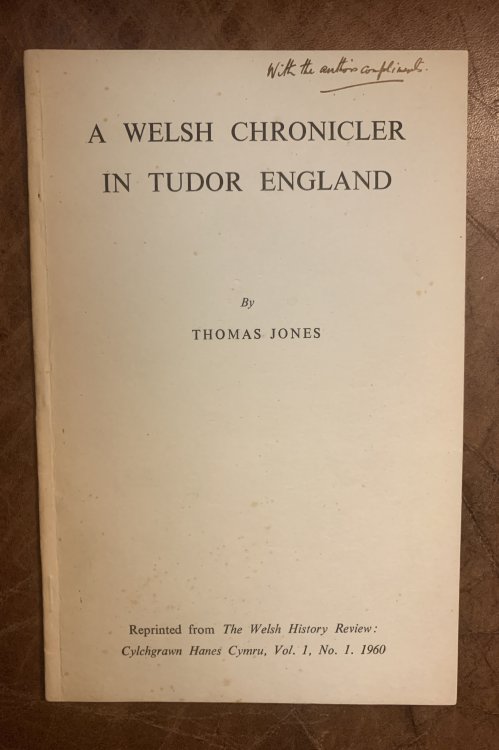 With the author's compliments.
A WELSH CHRONICLER
IN TUDOR ENGLAND
By
THOMAS JONES
Reprinted from The Welsh History Review:
Cylchgrawn Hanes Cymru, Vol. 1, No. 1. 1960